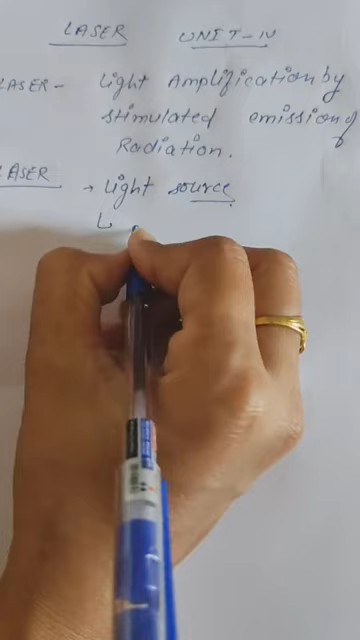 LASER UNIT-IV
LASER - Light Amplification by
stimulated emission of
Radiation.
LASER → light source